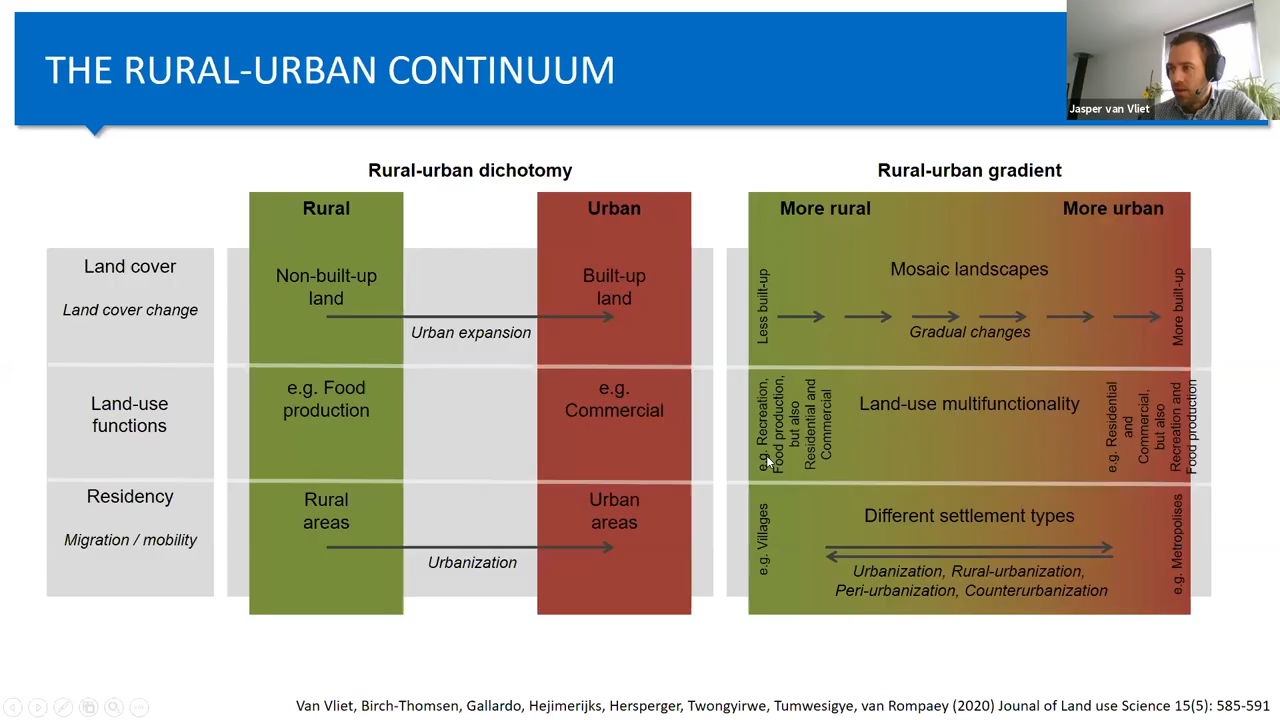 THE RURAL-URBAN CONTINUUM
Jasper van Vliet
Rural-urban dichotomy
Rural-urban gradient
Rural
Urban
More rural
More urban
Land cover
Land cover change
Non-built-up
land
Urban expansion
Built-up
land
Less built-up
Mosaic landscapes
Gradual changes
More built-up
Land-use
functions
e.g. Food
production
e.g.
Commercial
e.g. Recreation,
Food production,
but also
Residential and
Commercial
Land-use multifunctionality
e.g. Residential
and
Commercial,
but also
Recreation and
Food production
Residency
Migration / mobility
Rural
areas
Urbanization
Urban
areas
e.g. Villages
Different settlement types
Urbanization, Rural-urbanization,
Peri-urbanization, Counterurbanization
e.g. Metropolises
Van Vliet, Birch-Thomsen, Gallardo, Hejimerijks, Hersperger, Twongyirwe, Tumwesigye, van Rompaey (2020) Jounal of Land use Science 15(5): 585-591